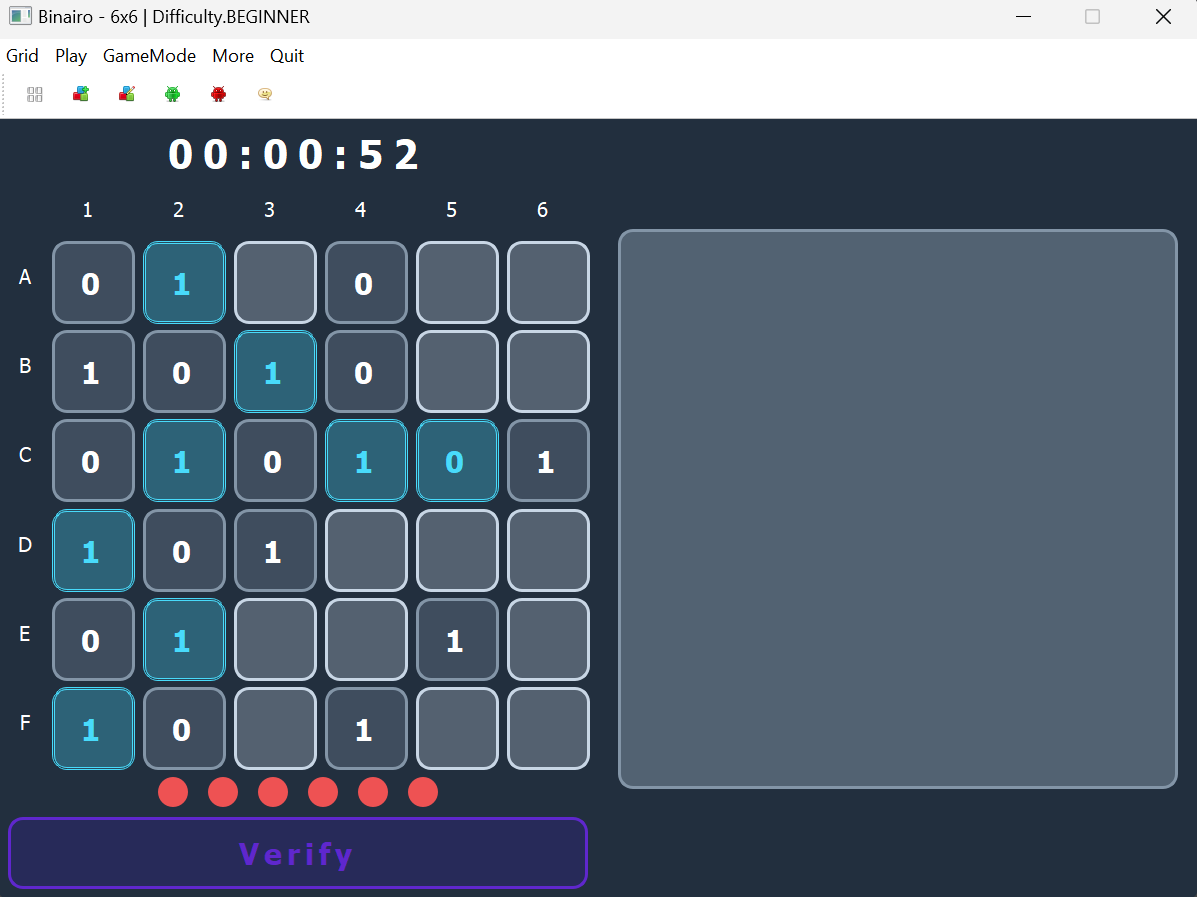 Binairo - 6x6 | Difficulty.BEGINNER
Grid Play GameMode More Quit
00:00:52
1 2 3 4 5 6
A 0 1 0
B 1 0 1 0
C 0 1 0 1 0 1
D 1 0 1
E 0 1 1
F 1 0 1
Verify